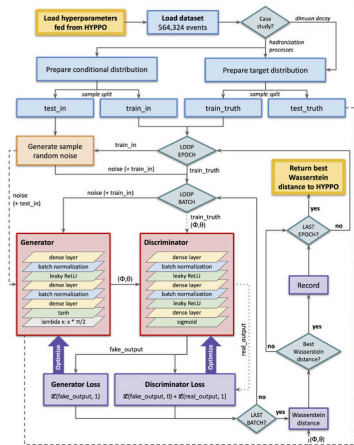 Load hyperparameters
fed from HYPPO
Load dataset
564,324 events
Case
study?
dimuon decay
hadronization
processes
Prepare conditional distribution
Prepare target distribution
sample split
sample split
test_in
train_in
train_truth
test_truth
Generate sample
random noise
train_in
LOOP
EPOCH
train_truth
noise (+ train_in)
Return best
Wasserstein
distance to HYPPO
noise
(+ test_in)
noise (+ train_in)
LOOP
BATCH
train_truth
(Φ,θ)
yes
Generator
Discriminator
LAST
EPOCH?
no
dense layer
batch normalization
leaky ReLU
dense layer
batch normalization
dense layer
tanh
lambda x: x * π/2
(Φ,θ)
dense layer
batch normalization
leaky ReLU
dense layer
batch normalization
leaky ReLU
dense layer
sigmoid
Record
yes
real_output
no
Best
Wasserstein
distance?
Optimize
fake_output
Optimize
Generator Loss
ℒ(fake_output, 1)
Discriminator Loss
ℒ(fake_output, 0) + ℒ(real_output, 1)
no
LAST
BATCH?
yes
Wasserstein
distance
(Φ,θ)